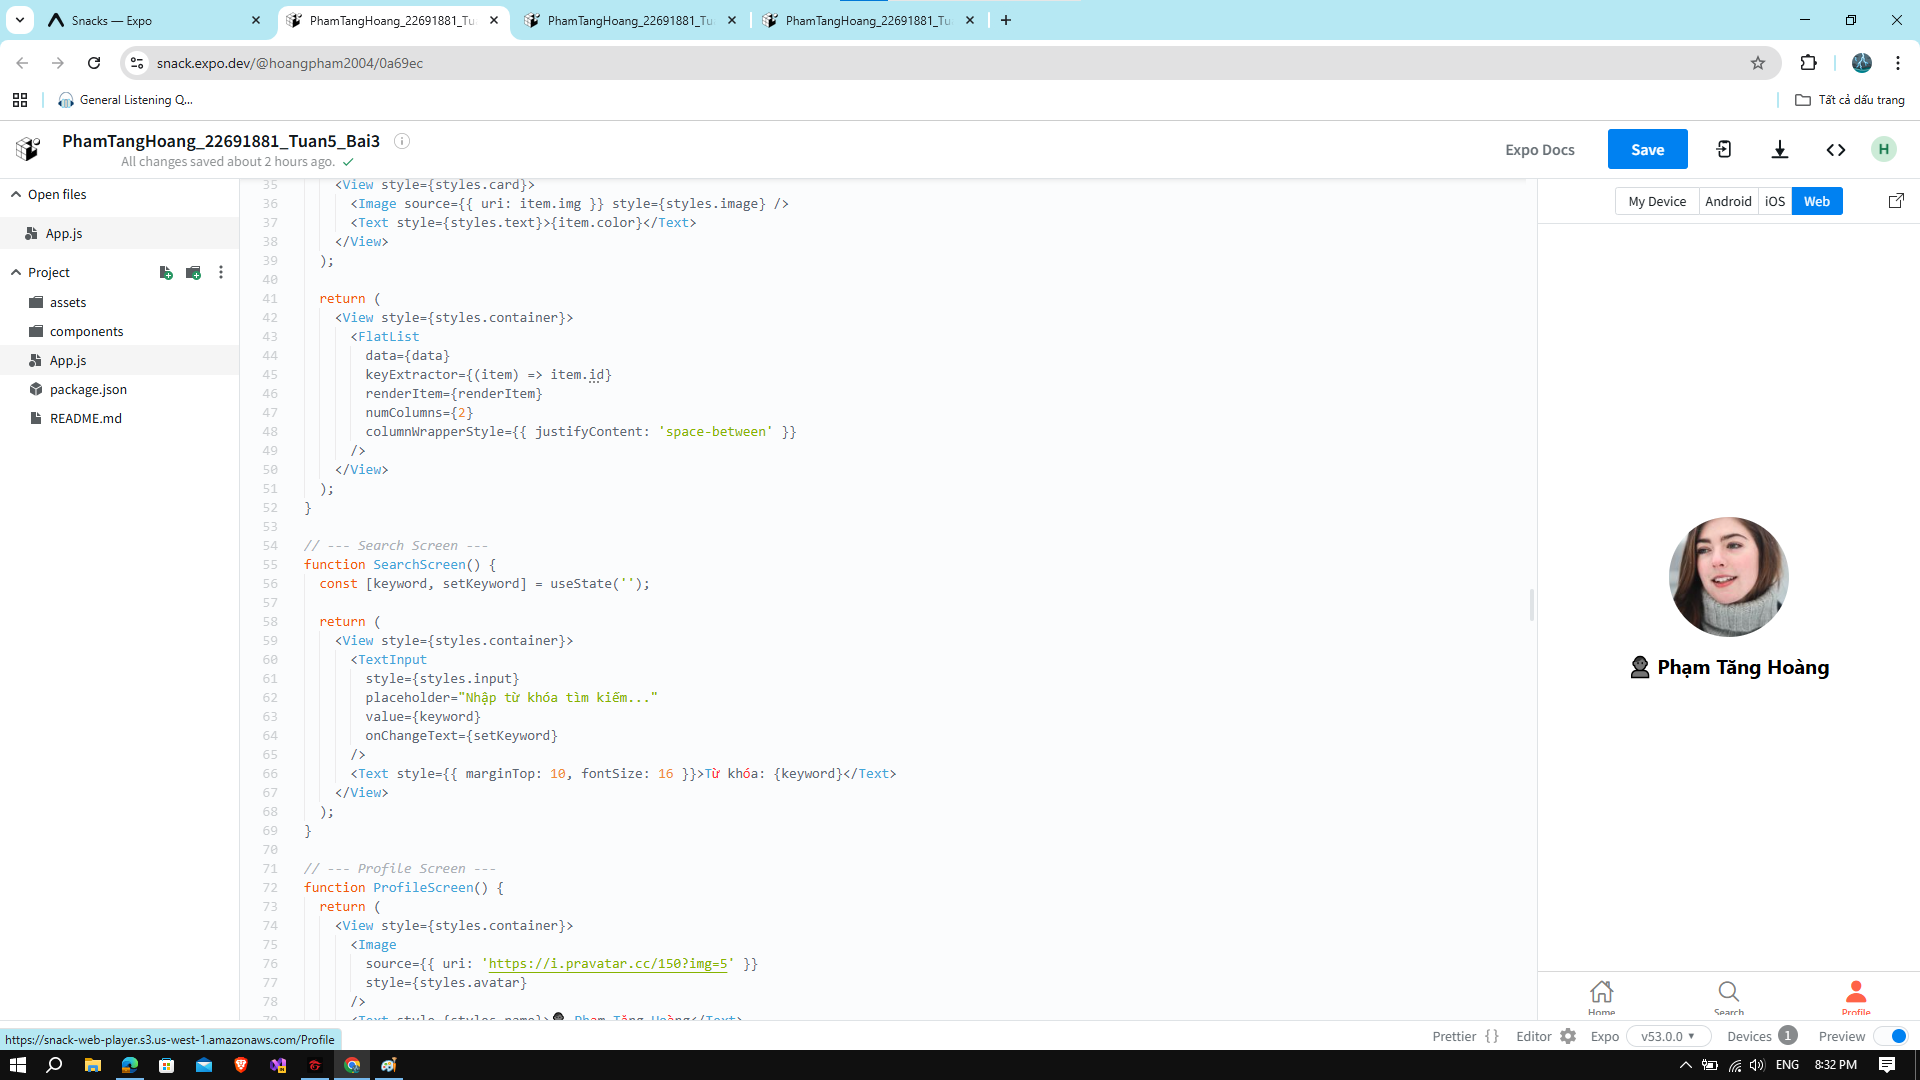 Snacks — Expo
PhamTangHoang_22691881_Tu
PhamTangHoang_22691881_Tu
PhamTangHoang_22691881_Tu
snack.expo.dev/@hoangpham2004/0a69ec
General Listening Q...
Tất cả dấu trang
PhamTangHoang_22691881_Tuan5_Bai3
All changes saved about 2 hours ago.
Expo Docs
Save
H
Open files
App.js
Project
assets
components
App.js
package.json
README.md
35 <View style={styles.card}>
36 <Image source={{ uri: item.img }} style={styles.image} />
37 <Text style={styles.text}>{item.color}</Text>
38 </View>
39 );
40
41 return (
42 <View style={styles.container}>
43 <FlatList
44 data={data}
45 keyExtractor={(item) => item.id}
46 renderItem={renderItem}
47 numColumns={2}
48 columnWrapperStyle={{ justifyContent: 'space-between' }}
49 />
50 </View>
51 );
52 }
53
54 // --- Search Screen ---
55 function SearchScreen() {
56 const [keyword, setKeyword] = useState('');
57
58 return (
59 <View style={styles.container}>
60 <TextInput
61 style={styles.input}
62 placeholder="Nhập từ khóa tìm kiếm..."
63 value={keyword}
64 onChangeText={setKeyword}
65 />
66 <Text style={{ marginTop: 10, fontSize: 16 }}>Từ khóa: {keyword}</Text>
67 </View>
68 );
69 }
70
71 // --- Profile Screen ---
72 function ProfileScreen() {
73 return (
74 <View style={styles.container}>
75 <Image
76 source={{ uri: 'https://i.pravatar.cc/150?img=5' }}
77 style={styles.avatar}
78 />
79 <Text style={styles.name}>👤 Phạm Tăng Hoàng</Text>
My Device
Android
iOS
Web
👤 Phạm Tăng Hoàng
Home
Search
Profile
https://snack-web-player.s3.us-west-1.amazonaws.com/Profile
Prettier { }
Editor
Expo
v53.0.0
Devices 1
Preview
ENG
8:32 PM